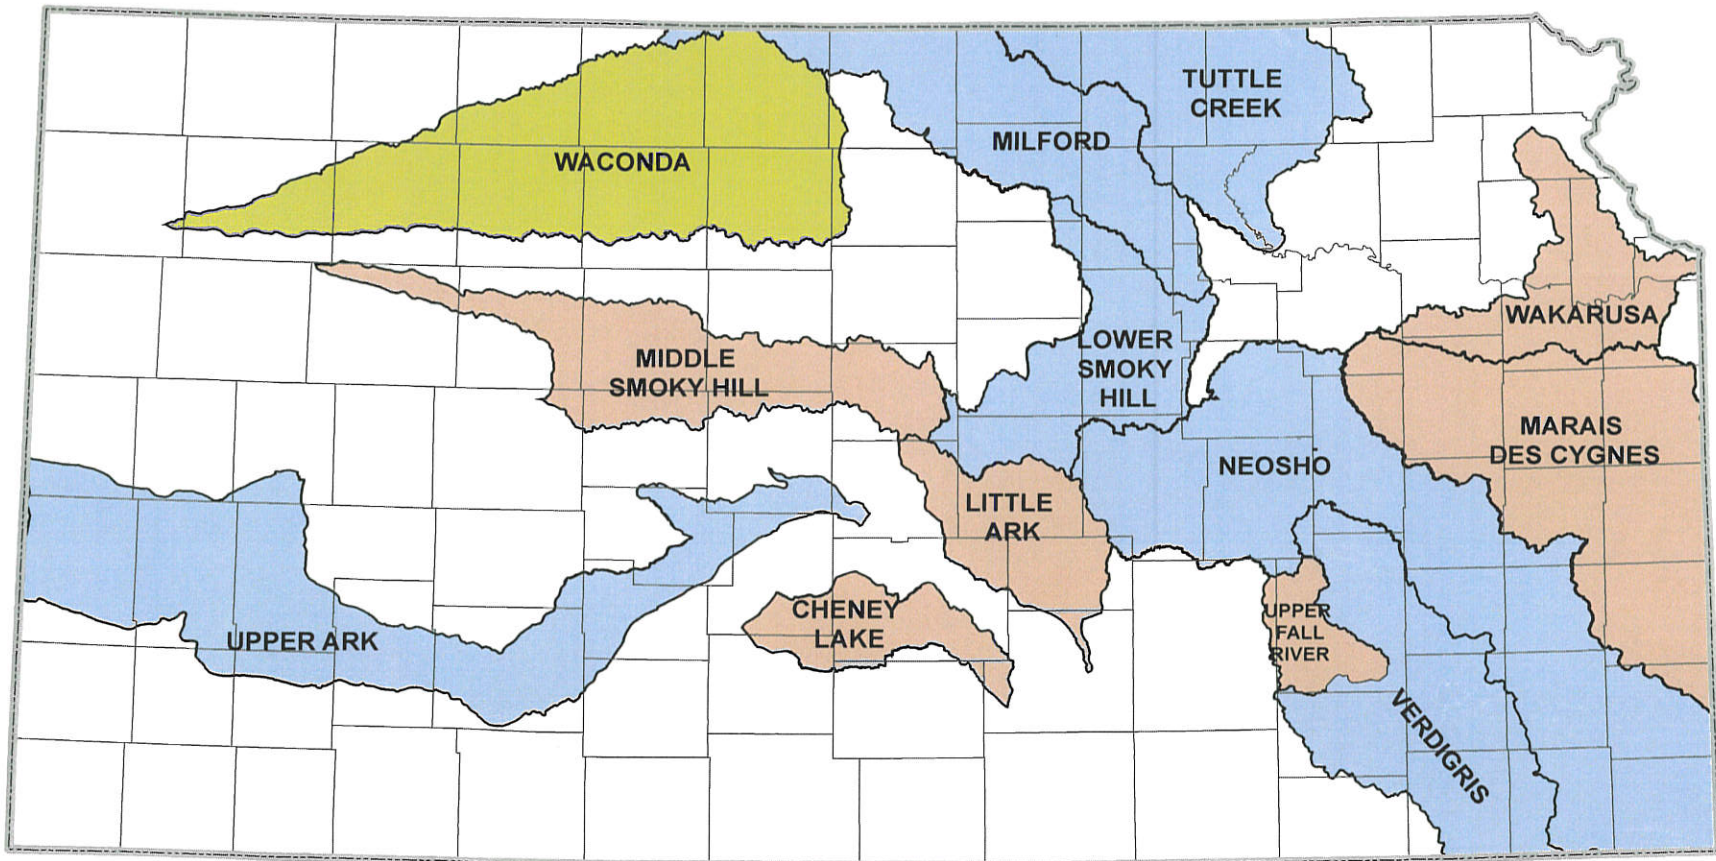 TUTTLE
CREEK
MILFORD
WACONDA
WAKARUSA
LOWER
SMOKY
HILL
MIDDLE
SMOKY HILL
MARAIS
DES CYGNES
NEOSHO
LITTLE
ARK
CHENEY
LAKE
UPPER
FALL
RIVER
UPPER ARK
VERDIGRIS